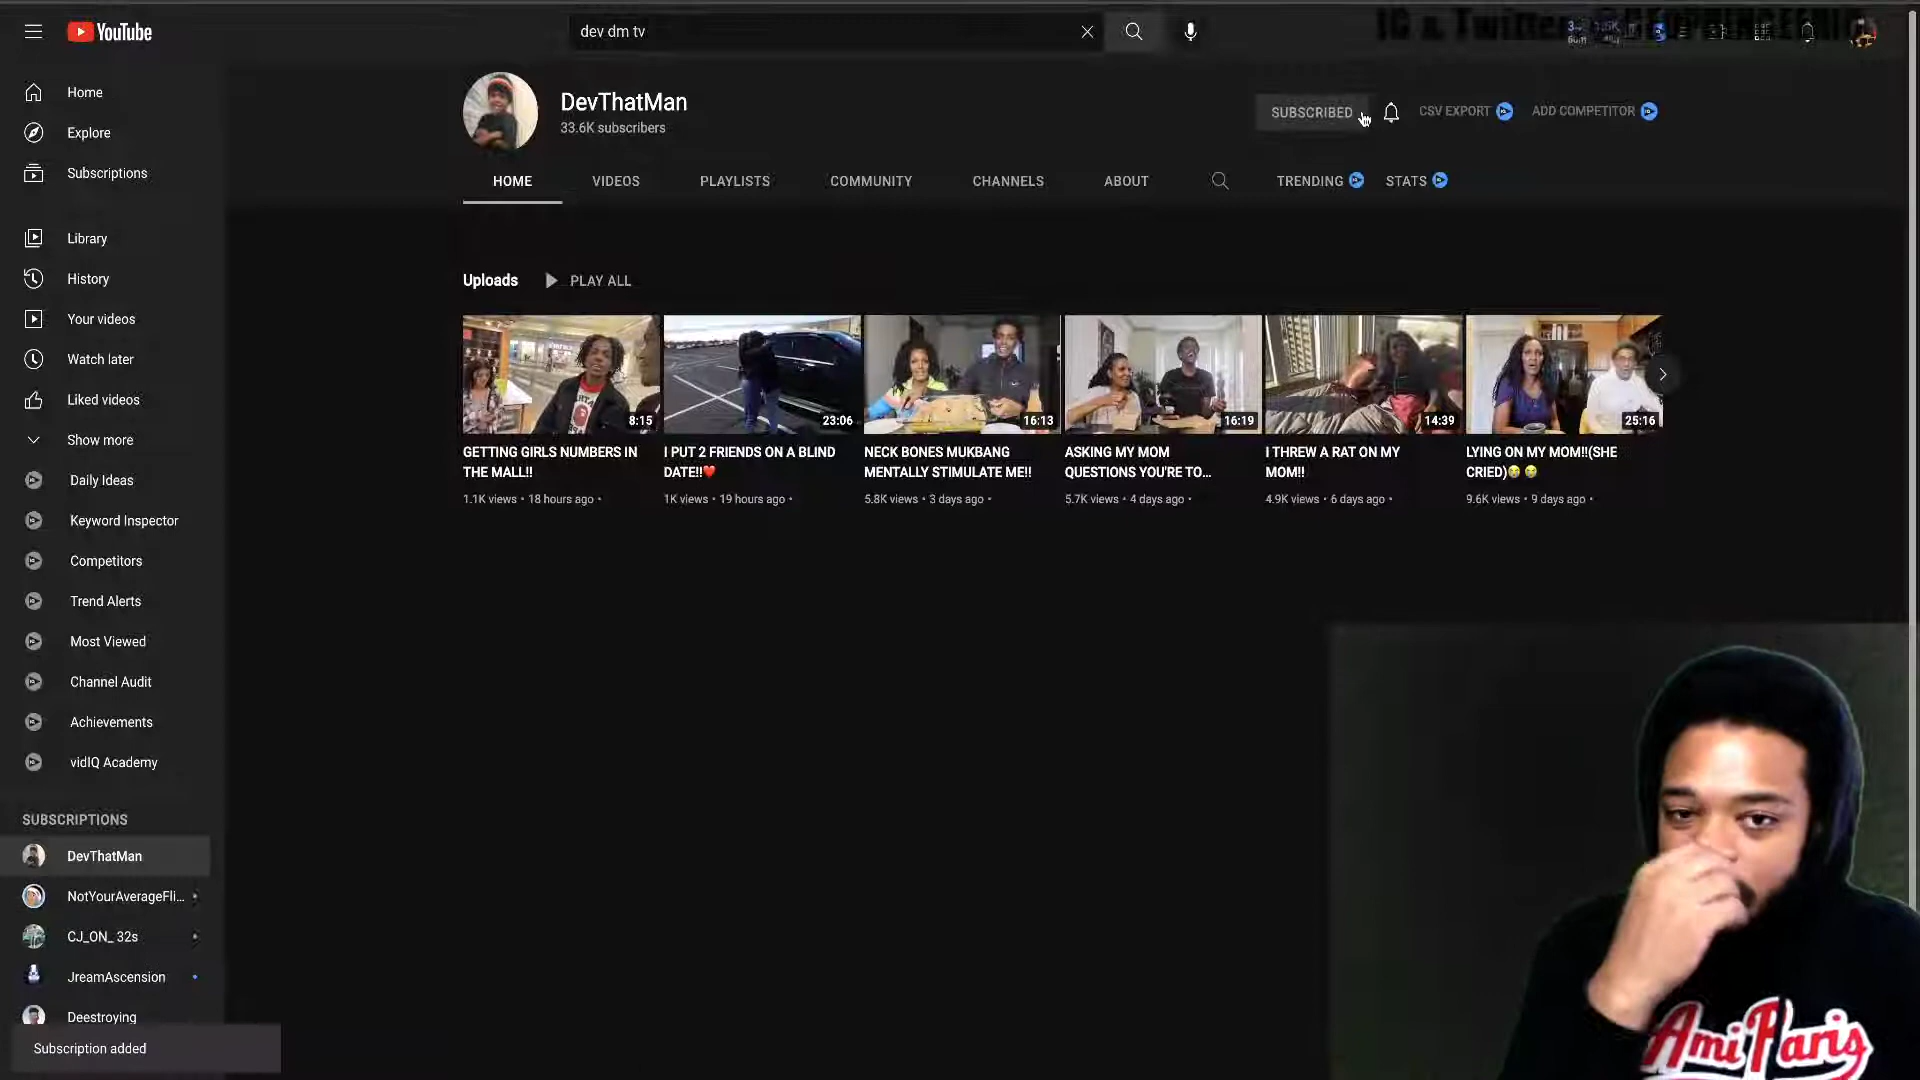 YouTube
dev dm tv
IG & Twitter
Home
Explore
Subscriptions
Library
History
Your videos
Watch later
Liked videos
Show more
Daily Ideas
Keyword Inspector
Competitors
Trend Alerts
Most Viewed
Channel Audit
Achievements
vidIQ Academy
SUBSCRIPTIONS
DevThatMan
NotYourAverageFli...
CJ_ON_ 32s
JreamAscension
Deestroying
Subscription added
DevThatMan
33.6K subscribers
SUBSCRIBED
CSV EXPORT
ADD COMPETITOR
HOME VIDEOS PLAYLISTS COMMUNITY CHANNELS ABOUT TRENDING STATS
Uploads PLAY ALL
8:15
GETTING GIRLS NUMBERS IN
THE MALL!!
1.1K views • 18 hours ago •
23:06
I PUT 2 FRIENDS ON A BLIND
DATE!!❤️
1K views • 19 hours ago •
16:13
NECK BONES MUKBANG
MENTALLY STIMULATE ME!!
5.8K views • 3 days ago •
16:19
ASKING MY MOM
QUESTIONS YOU'RE TO...
5.7K views • 4 days ago •
14:39
I THREW A RAT ON MY
MOM!!
4.9K views • 6 days ago •
25:16
LYING ON MY MOM!!(SHE
CRIED)😭 😭
9.6K views • 9 days ago •
Ami Paris